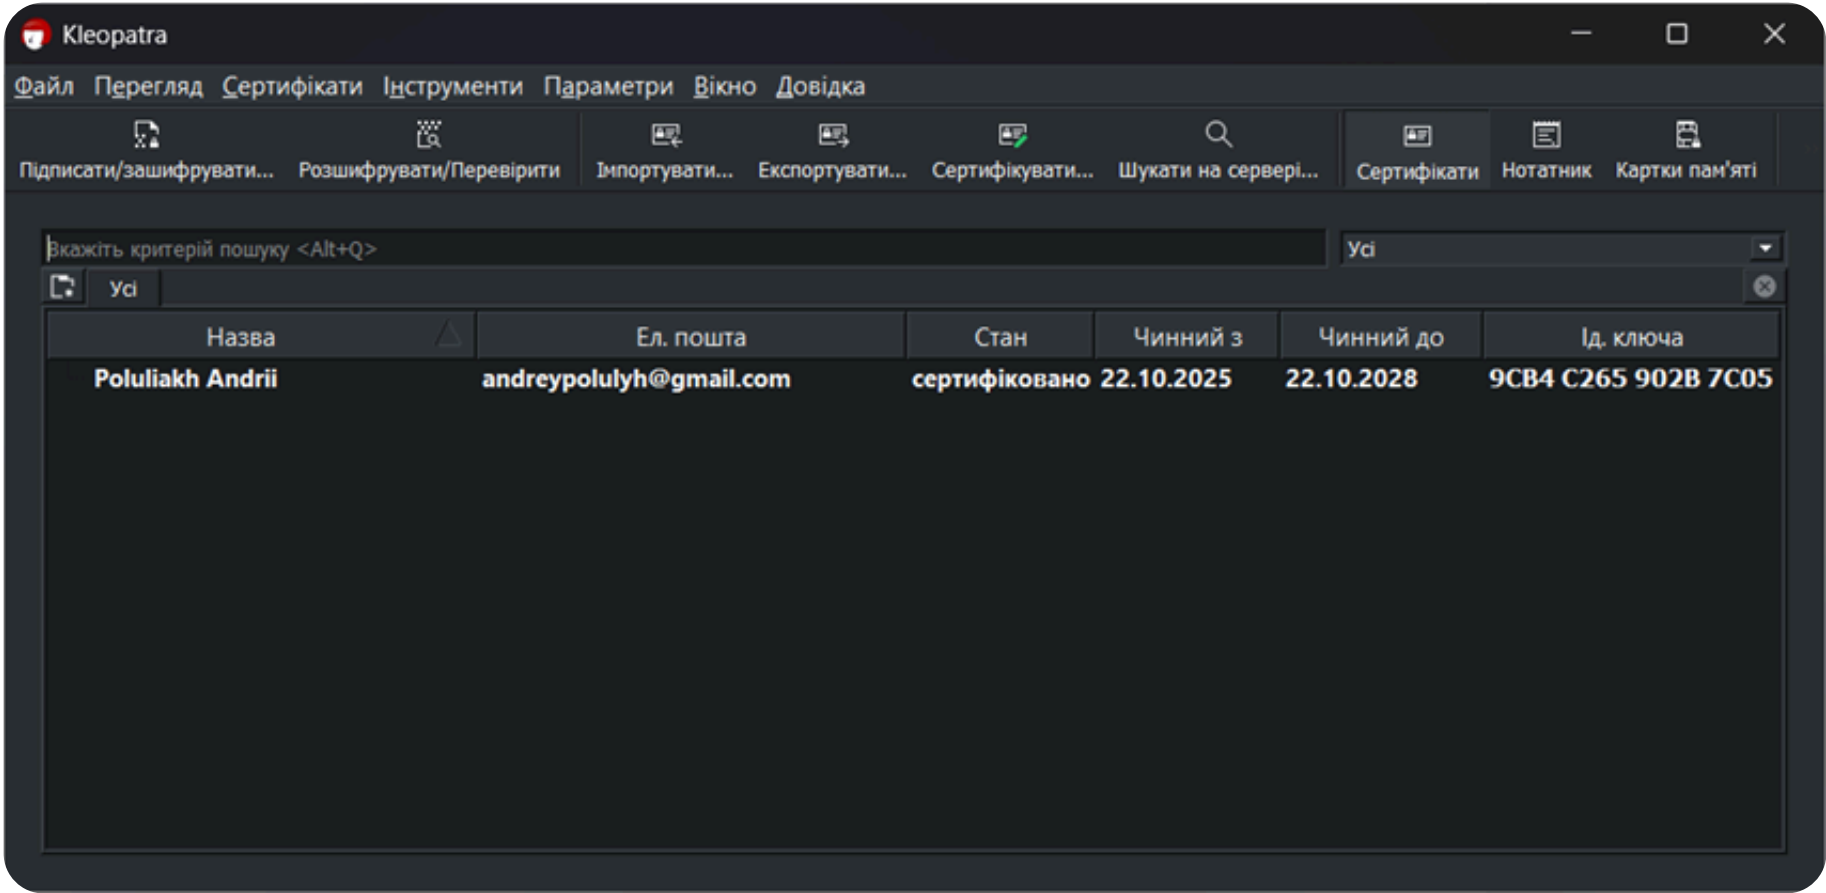 Kleopatra
Файл Перегляд Сертифікати Інструменти Параметри Вікно Довідка
Підписати/зашифрувати... Розшифрувати/Перевірити Імпортувати... Експортувати... Сертифікувати... Шукати на сервері... Сертифікати Нотатник Картки пам'яті
Вкажіть критерій пошуку <Alt+Q> Усі
Усі
Назва Ел. пошта Стан Чинний з Чинний до Ід. ключа
Poluliakh Andrii andreypolulyh@gmail.com сертифіковано 22.10.2025 22.10.2028 9CB4 C265 902B 7C05